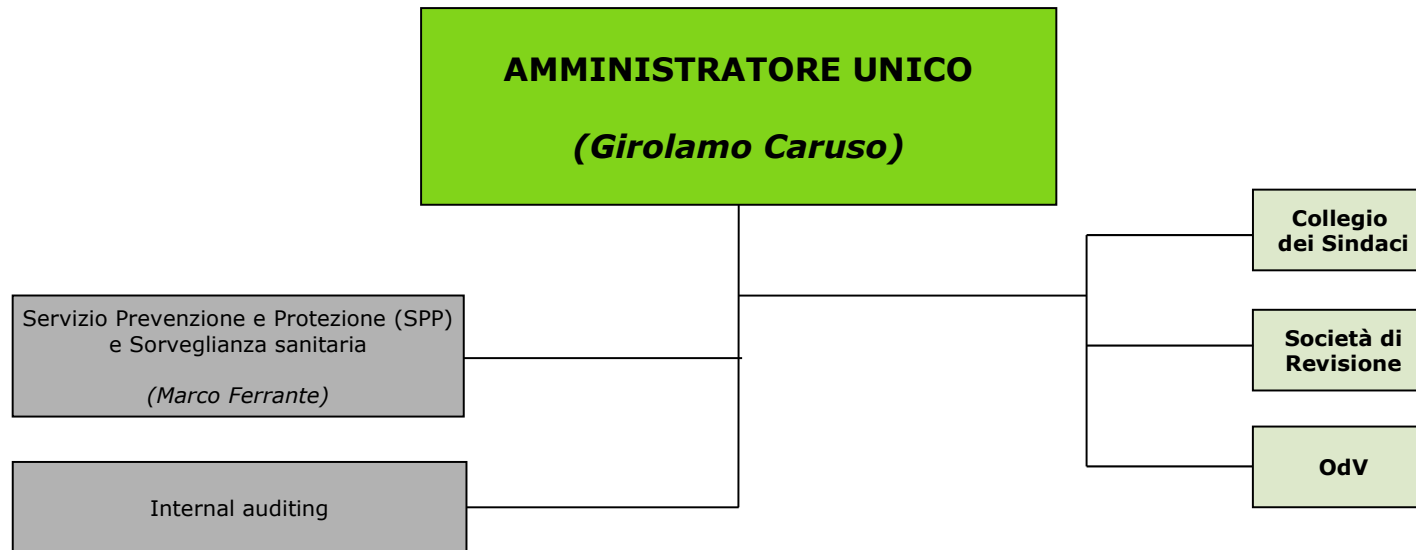 AMMINISTRATORE UNICO
(Girolamo Caruso)
Collegio
dei Sindaci
Servizio Prevenzione e Protezione (SPP)
e Sorveglianza sanitaria
(Marco Ferrante)
Società di
Revisione
OdV
Internal auditing